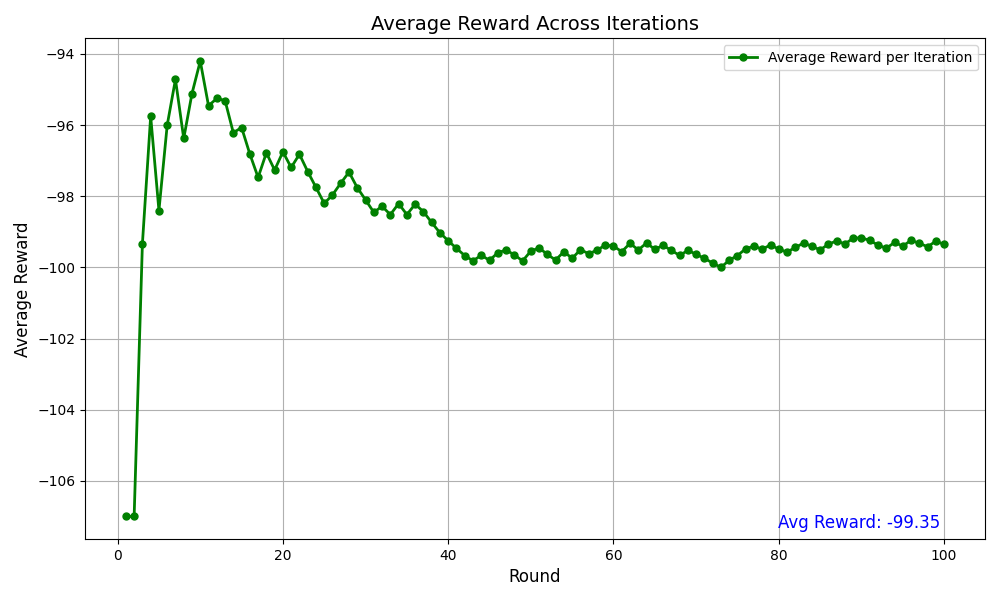 Average Reward Across Iterations
Average Reward per Iteration
−94
−96
−98
−100
−102
−104
−106
Average Reward
Avg Reward: -99.35
0
20
40
60
80
100
Round